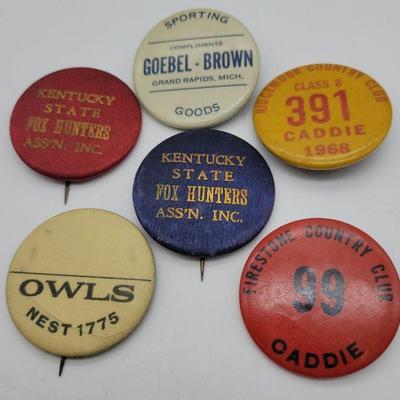 SPORTING
COMPLIMENTS
GOEBEL - BROWN
GRAND RAPIDS, MICH.
GOODS
KENTUCKY
STATE
FOX HUNTERS
ASS'N. INC.
RIDGEMOOR COUNTRY CLUB
CLASS B
391
CADDIE
1968
KENTUCKY
STATE
FOX HUNTERS
ASS'N. INC.
OWLS
NEST 1775
FIRESTONE COUNTRY CLUB
99
CADDIE